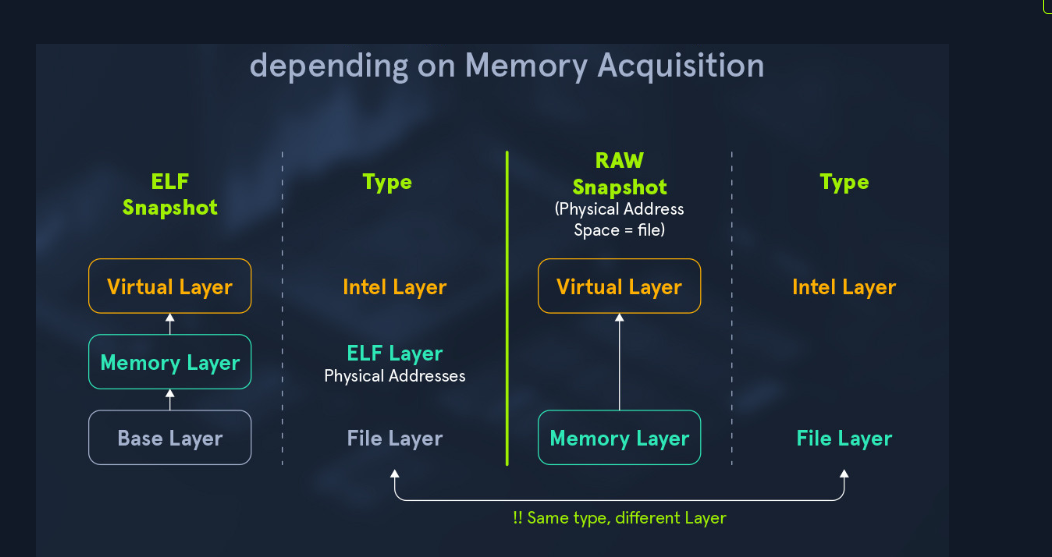 depending on Memory Acquisition
ELF
Snapshot
Type
RAW
Snapshot
(Physical Address
Space = file)
Type
Virtual Layer
Intel Layer
Virtual Layer
Intel Layer
Memory Layer
ELF Layer
Physical Addresses
Base Layer
File Layer
Memory Layer
File Layer
!! Same type, different Layer